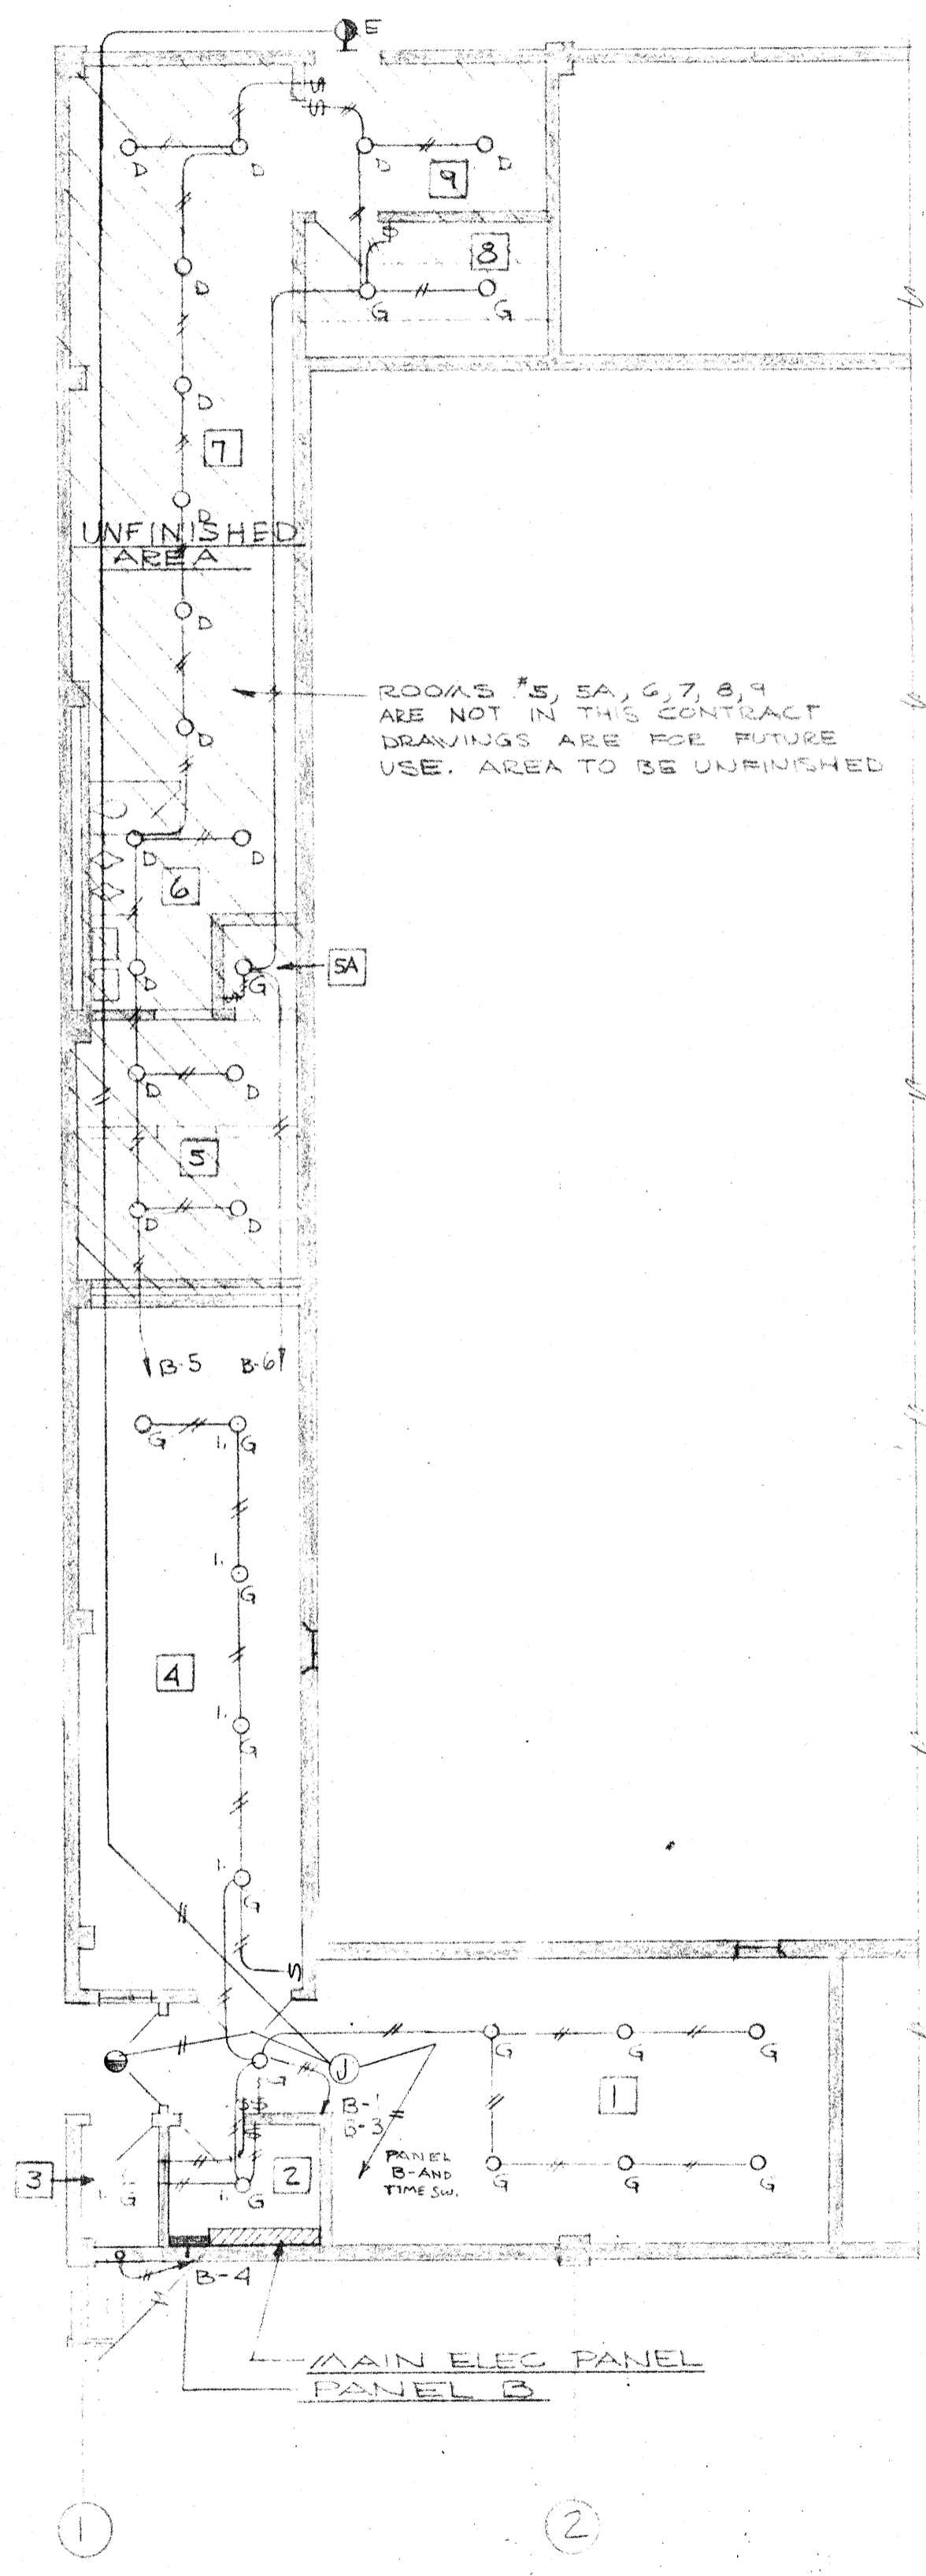 E
S
S
D
D
D
D
9
$
8
D
G
G
D
7
D
UNFINISHED
AREA
D
ROOMS #5, 5A, 6, 7, 8, 9
ARE NOT IN THIS CONTRACT
DRAWINGS ARE FOR FUTURE
USE. AREA TO BE UNFINISHED
D
D
D
6
5A
D
G
$
D
D
5
D
D
B-5
B-6
G
G
G
4
G
G
S
G
G
G
J
G
1
B-1
B-3
$$
$
PANEL
B-AND
TIME SW.
G
G
G
3
G
G
2
B-4
MAIN ELEC PANEL
PANEL B
1
2